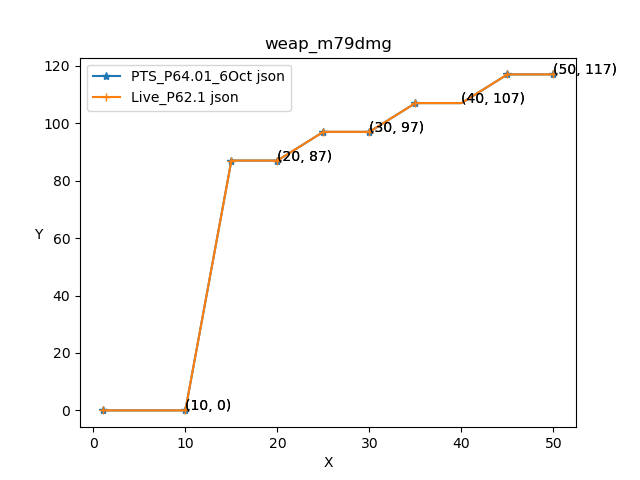 weap_m79dmg
PTS_P64.01_6Oct json
Live_P62.1 json
Y
120
100
80
60
40
20
0
(50, 117)
(40, 107)
(30, 97)
(20, 87)
(10, 0)
0 10 20 30 40 50
X